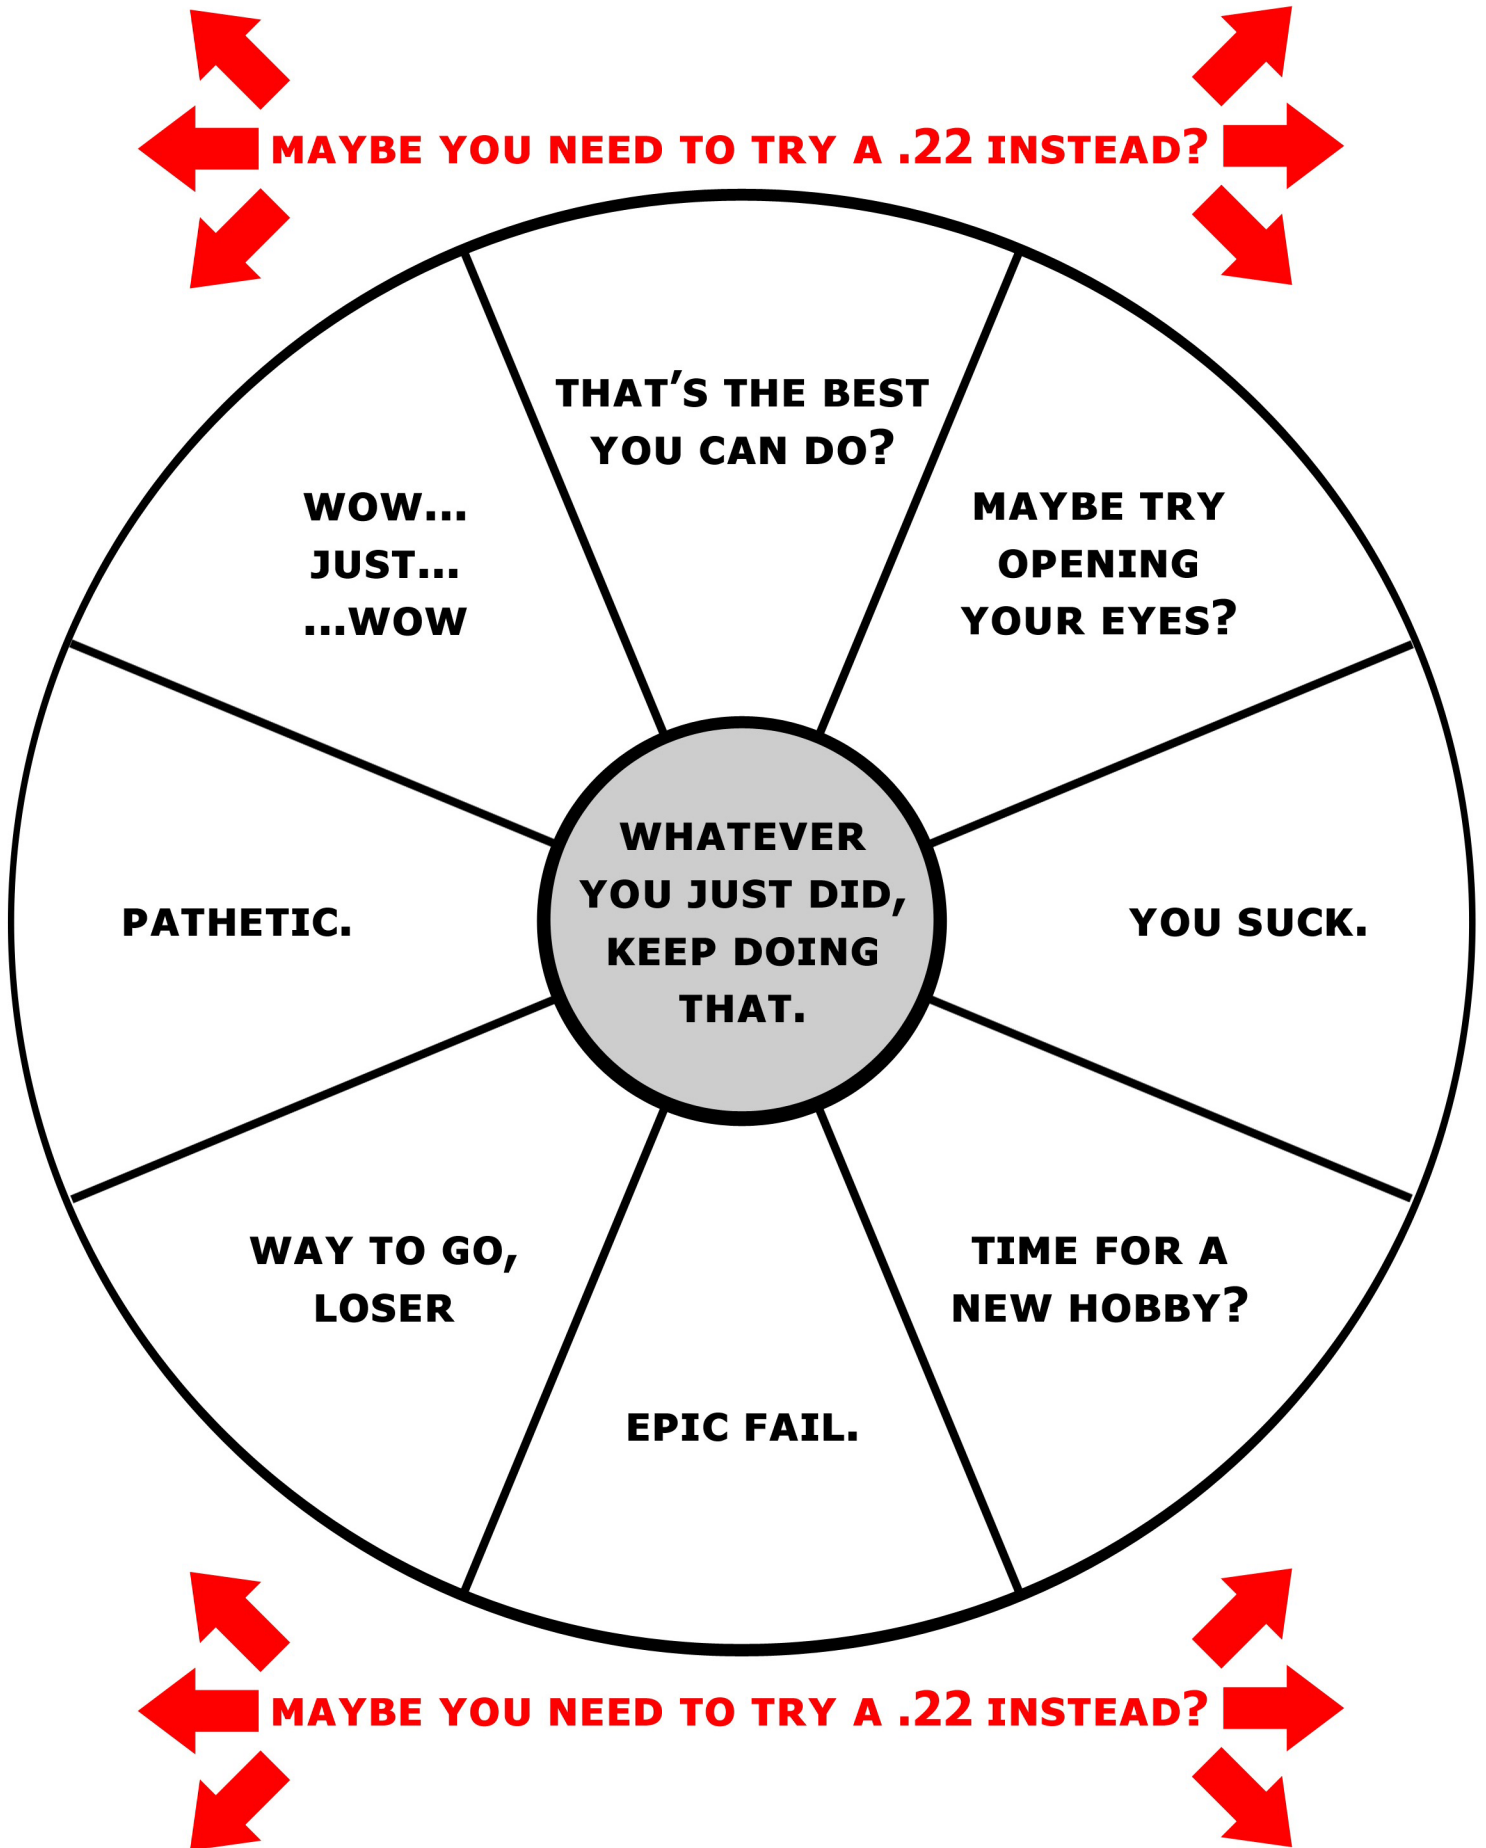 MAYBE YOU NEED TO TRY A .22 INSTEAD?
THAT'S THE BEST
YOU CAN DO?
WOW...
JUST...
...WOW
MAYBE TRY
OPENING
YOUR EYES?
PATHETIC.
WHATEVER
YOU JUST DID,
KEEP DOING
THAT.
YOU SUCK.
WAY TO GO,
LOSER
TIME FOR A
NEW HOBBY?
EPIC FAIL.
MAYBE YOU NEED TO TRY A .22 INSTEAD?